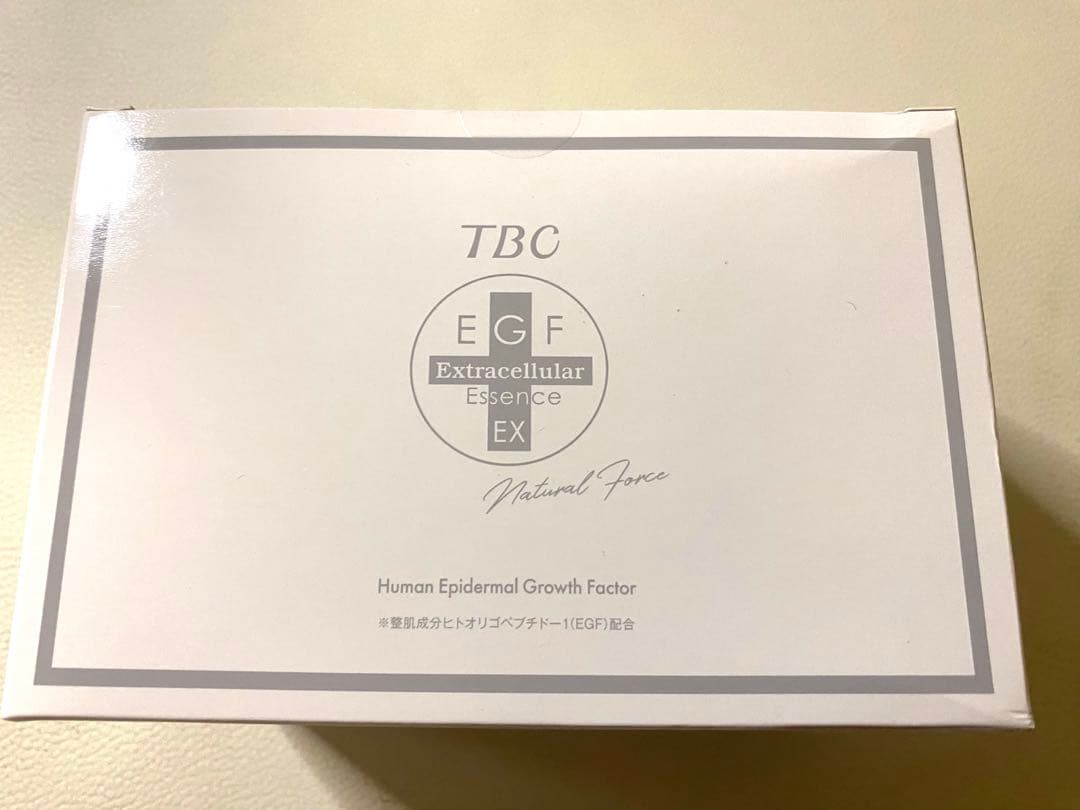 TBC
EGF
Extracellular
Essence
EX
Natural Force
Human Epidermal Growth Factor
※整肌成分ヒトオリゴペプチドー1(EGF)配合